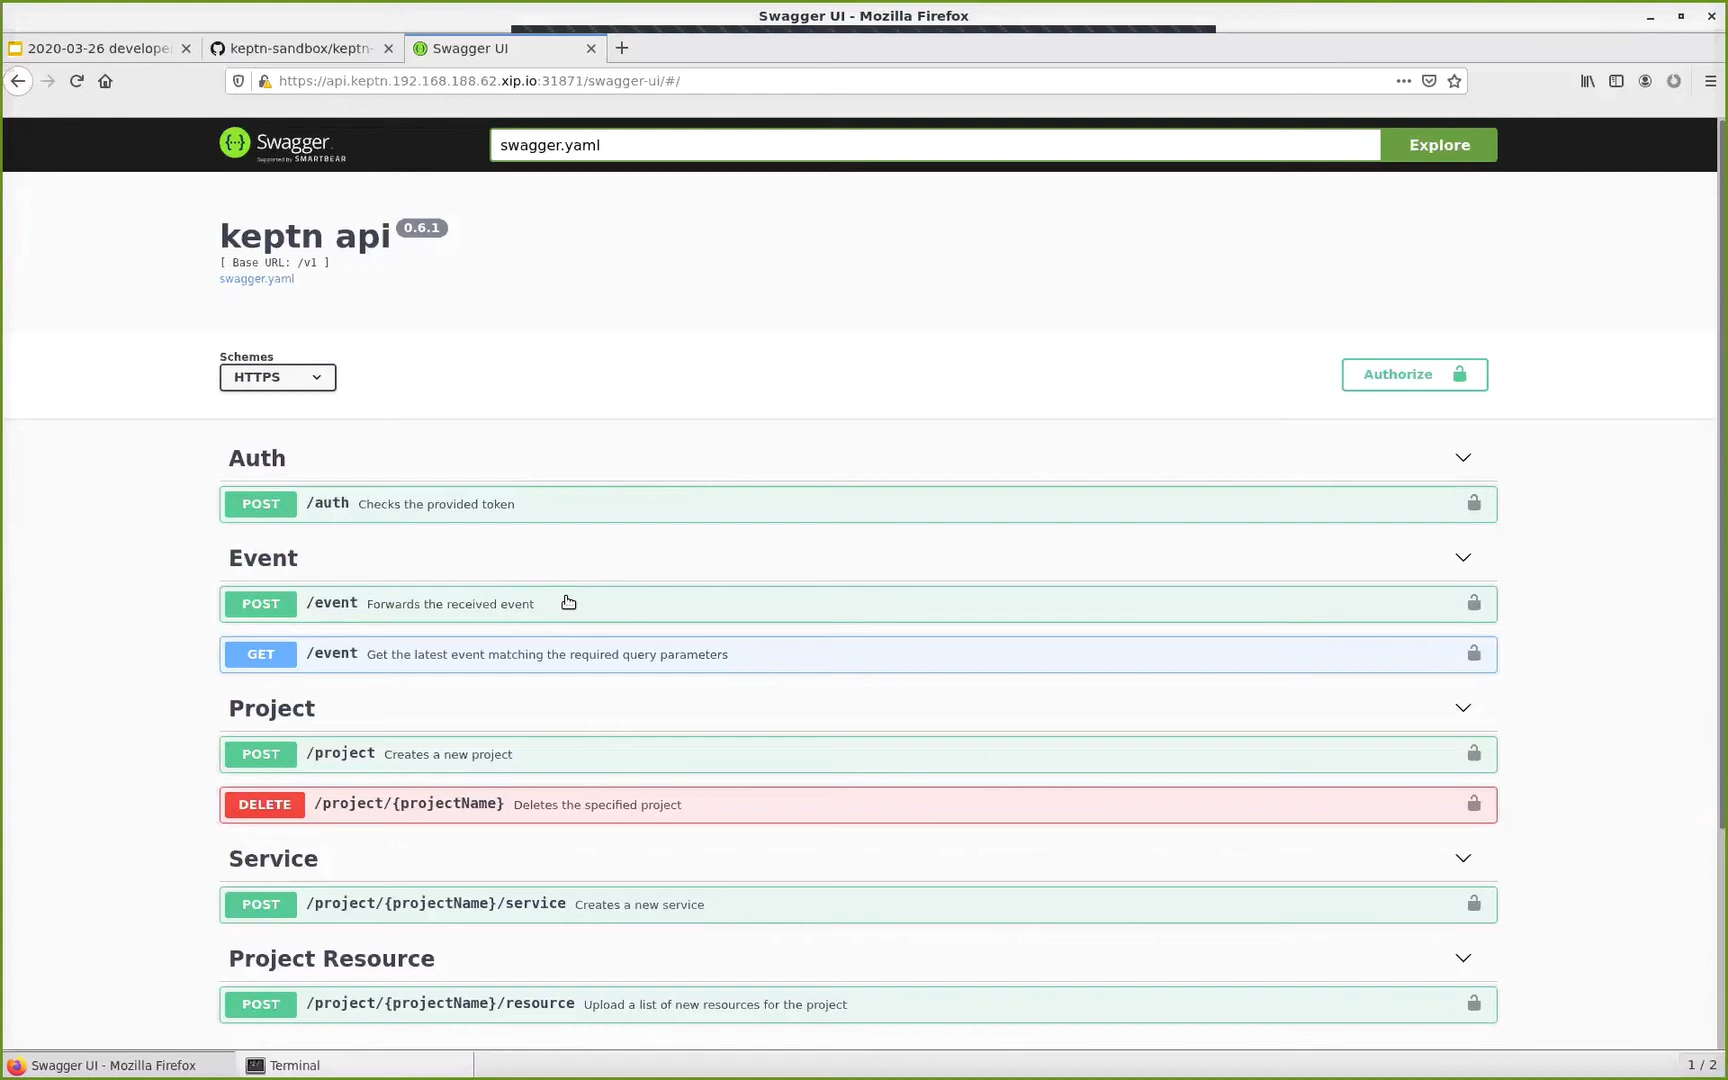 Swagger UI - Mozilla Firefox
2020-03-26 develope
keptn-sandbox/keptn-
Swagger UI
https://api.keptn.192.168.188.62.xip.io:31871/swagger-ui/#/
Swagger
Supported by SMARTBEAR
swagger.yaml
Explore
keptn api 0.6.1
[ Base URL: /v1 ]
swagger.yaml
Schemes
HTTPS
Authorize
Auth
POST /auth Checks the provided token
Event
POST /event Forwards the received event
GET /event Get the latest event matching the required query parameters
Project
POST /project Creates a new project
DELETE /project/{projectName} Deletes the specified project
Service
POST /project/{projectName}/service Creates a new service
Project Resource
POST /project/{projectName}/resource Upload a list of new resources for the project
Swagger UI - Mozilla Firefox
Terminal
1 / 2